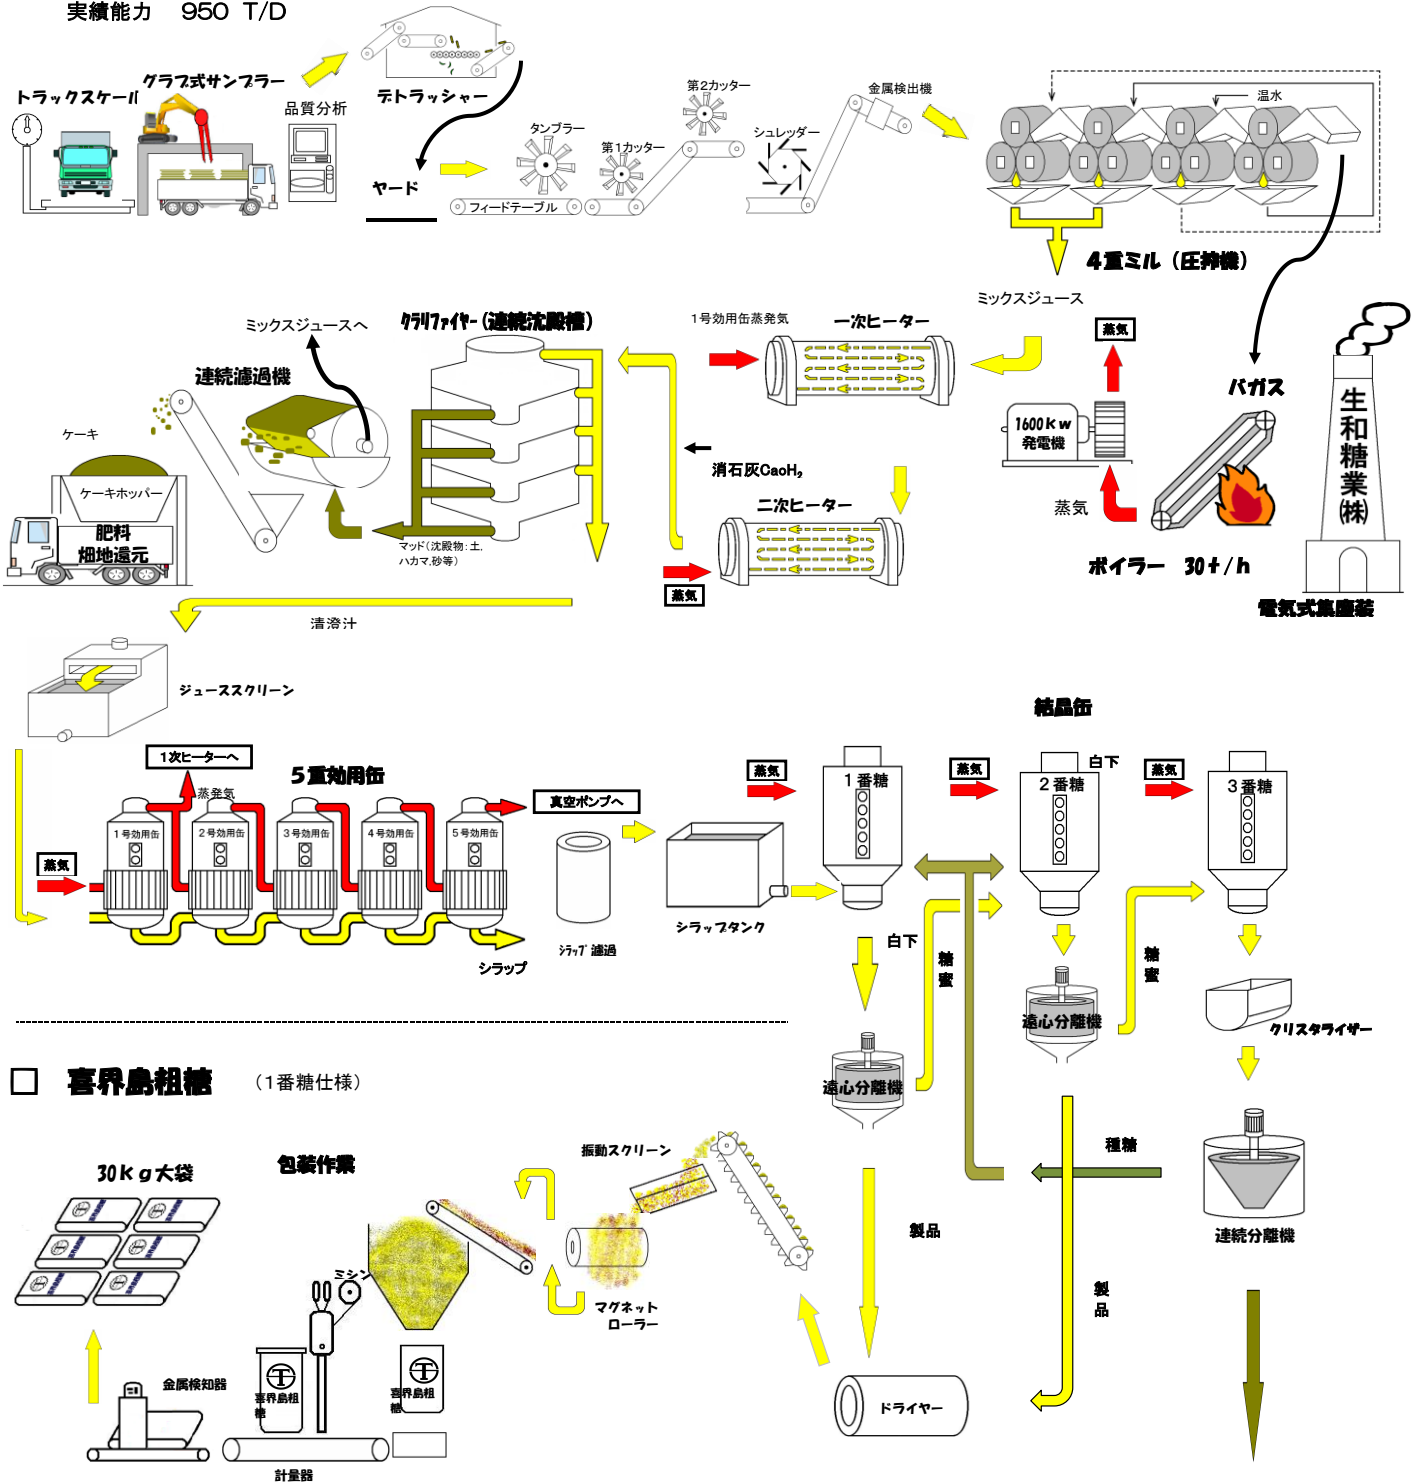 実績能力　950 T/D
トラックスケール
グラブ式サンプラー
品質分析
デトラッシャー
ヤード
タンブラー
フィードテーブル
第1カッター
第2カッター
シュレッダー
金属検出機
温水
4重ミル（圧搾機）
ミックスジュース
ミックスジュースへ
クラリファイヤー(連続沈殿槽)
1号効用缶蒸発気
一次ヒーター
蒸気
バガス
生和糖業㈱
連続濾過機
1600kw
発電機
ケーキ
ケーキホッパー
消石灰CaoH₂
二次ヒーター
蒸気
肥料
畑地還元
マッド(沈殿物：土、
ハカマ、砂等)
蒸気
ボイラー　30t/h
電気式集塵装
清澄汁
ジューススクリーン
結晶缶
1次ヒーターへ
5重効用缶
蒸発気
真空ポンプへ
蒸気
1番糖
蒸気
2番糖
白下
蒸気
3番糖
1号効用缶
2号効用缶
3号効用缶
4号効用缶
5号効用缶
蒸気
シラップ
シラップ濾過
シラップタンク
白下
糖蜜
糖蜜
遠心分離機
クリスタライザー
遠心分離機
□ 喜界島粗糖　（1番糖仕様）
種糖
連続分離機
30kg大袋
包装作業
振動スクリーン
製品
製品
ミシン
マグネット
ローラー
金属検知器
喜界島粗
糖
喜界島粗
糖
ドライヤー
計量器